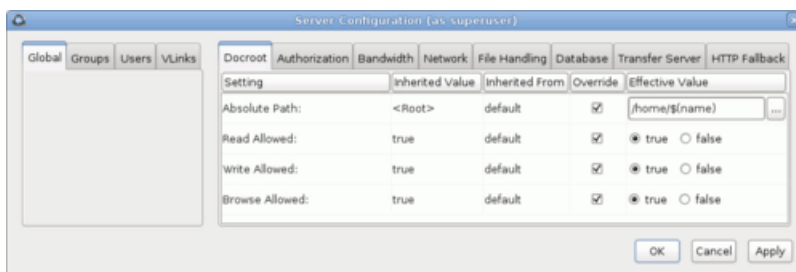 Server Configuration (as superuser)
Global Groups Users VLinks Docroot Authorization Bandwidth Network File Handling Database Transfer Server HTTP Fallback
Setting Inherited Value Inherited From Override Effective Value
Absolute Path: <Root> default /home/$(name) ...
Read Allowed: true default true false
Write Allowed: true default true false
Browse Allowed: true default true false
OK Cancel Apply